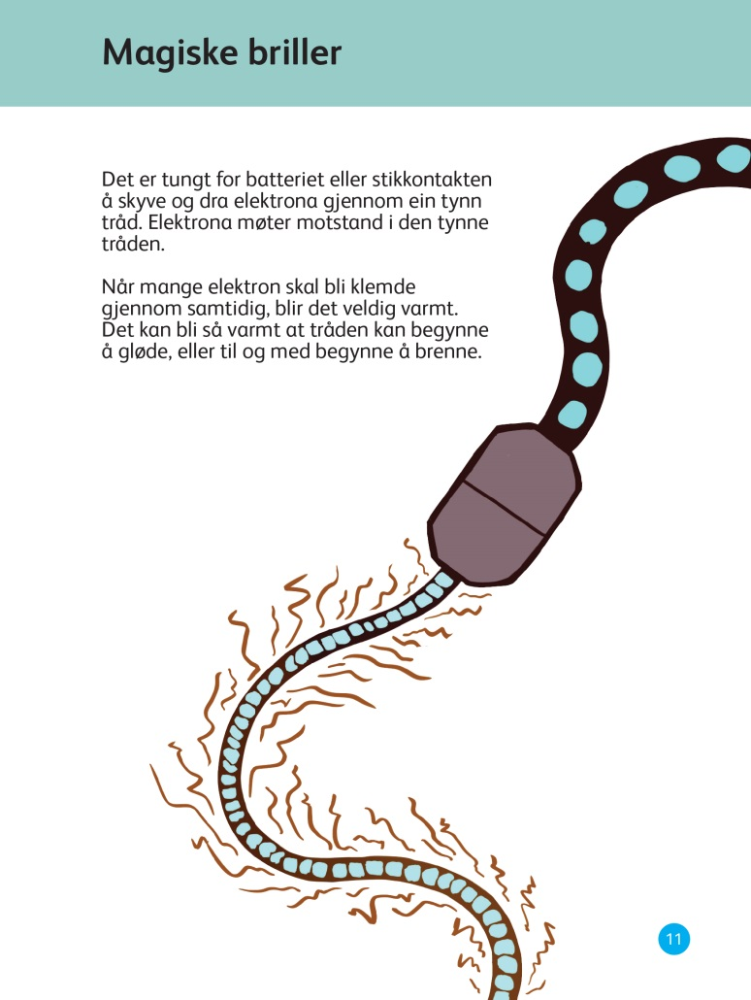 Magiske briller
Det er tungt for batteriet eller stikkontakten
å skyve og dra elektrona gjennom ein tynn
tråd. Elektrona møter motstand i den tynne
tråden.
Når mange elektron skal bli klemde
gjennom samtidig, blir det veldig varmt.
Det kan bli så varmt at tråden kan begynne
å gløde, eller til og med begynne å brenne.
11